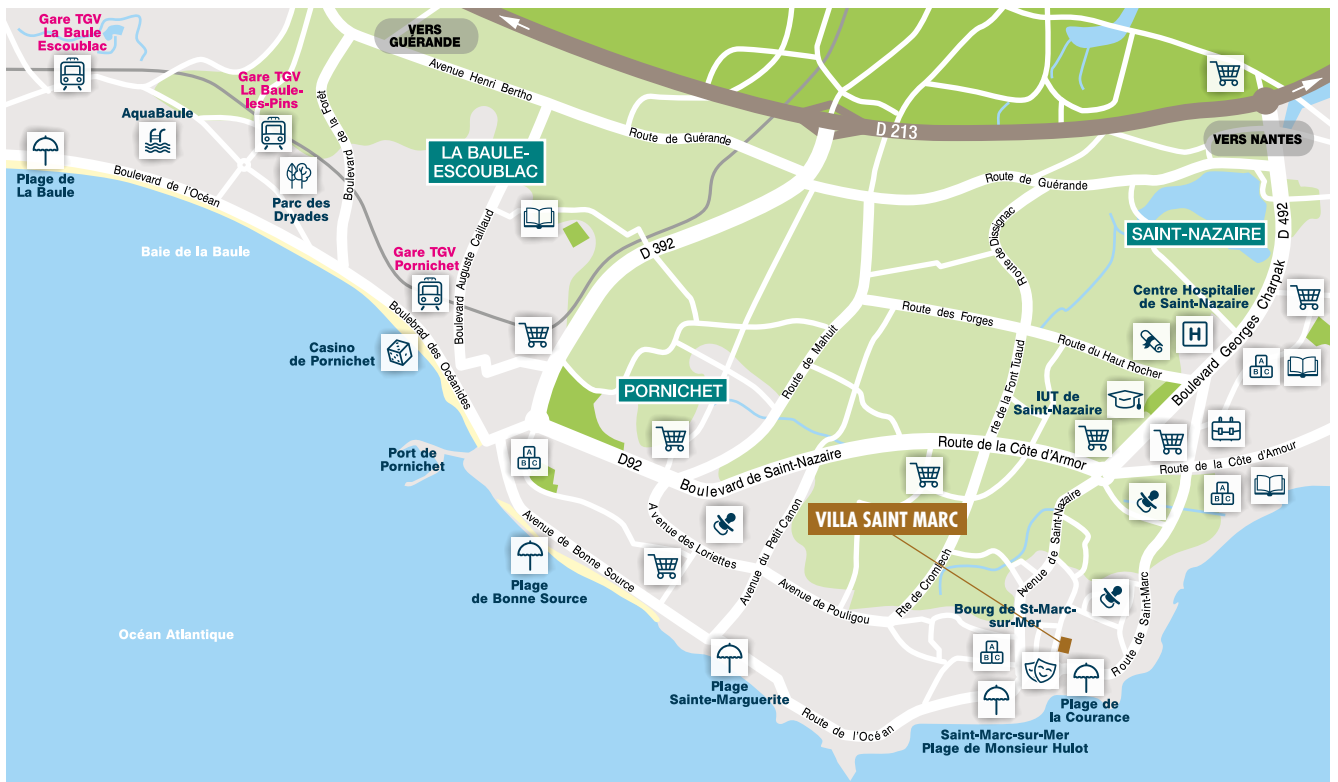 Gare TGV
La Baule
Escoublac
VERS
GUÉRANDE
Avenue Henri Bertho
Gare TGV
La Baule-
les-Pins
AquaBaule
Boulevard de la Forêt
D 213
Route de Guérande
VERS NANTES
LA BAULE-
ESCOUBLAC
Plage de
La Baule
Boulevard de l'Océan
Parc des
Dryades
Route de Guérande
Route de Dissignac
D 492
SAINT-NAZAIRE
Baie de la Baule
D 392
Gare TGV
Pornichet
Boulevard Auguste Caillaud
Centre Hospitalier
de Saint-Nazaire
H
Boulebrad des Océanides
Route des Forges
Route du Haut Rocher
Boulevard Georges Charpak
Casino
de Pornichet
Route de Mahuit
rte de la Font Tuaud
A
B C
PORNICHET
IUT de
Saint-Nazaire
Port de
Pornichet
A
B C
D92
Boulevard de Saint-Nazaire
Route de la Côte d'Armor
Route de la Côte d'Amour
A
B C
VILLA SAINT MARC
Avenue de Bonne Source
Avenue des Loriettes
Avenue du Petit Canon
Avenue de Saint-Nazaire
Plage
de Bonne Source
Avenue de Pouligou
Rte de Cromlech
Bourg de St-Marc-
sur-Mer
Route de Saint-Marc
Océan Atlantique
A
B C
Plage
Sainte-Marguerite
Route de l'Océan
Plage de
la Courance
Saint-Marc-sur-Mer
Plage de Monsieur Hulot